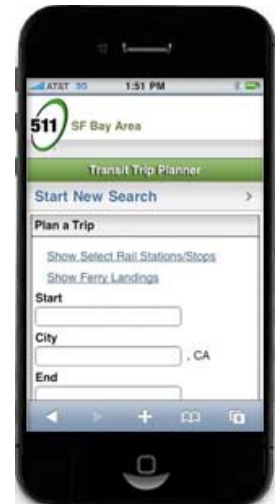 AT&T 3G 1:51 PM
511 SF Bay Area
Transit Trip Planner
Start New Search >
Plan a Trip
Show Select Rail Stations/Stops
Show Ferry Landings
Start
City
, CA
End